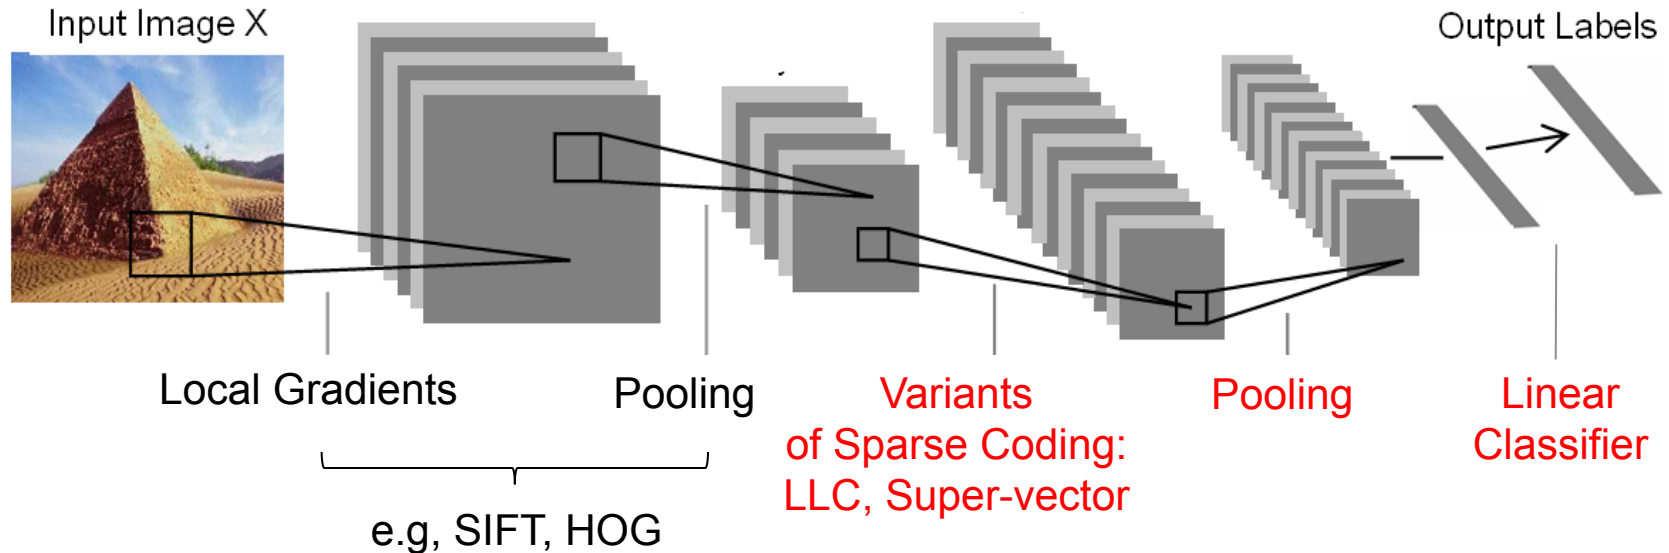 Input Image X
Output Labels
Local Gradients
Pooling
Variants
of Sparse Coding:
LLC, Super-vector
Pooling
Linear
Classifier
e.g, SIFT, HOG